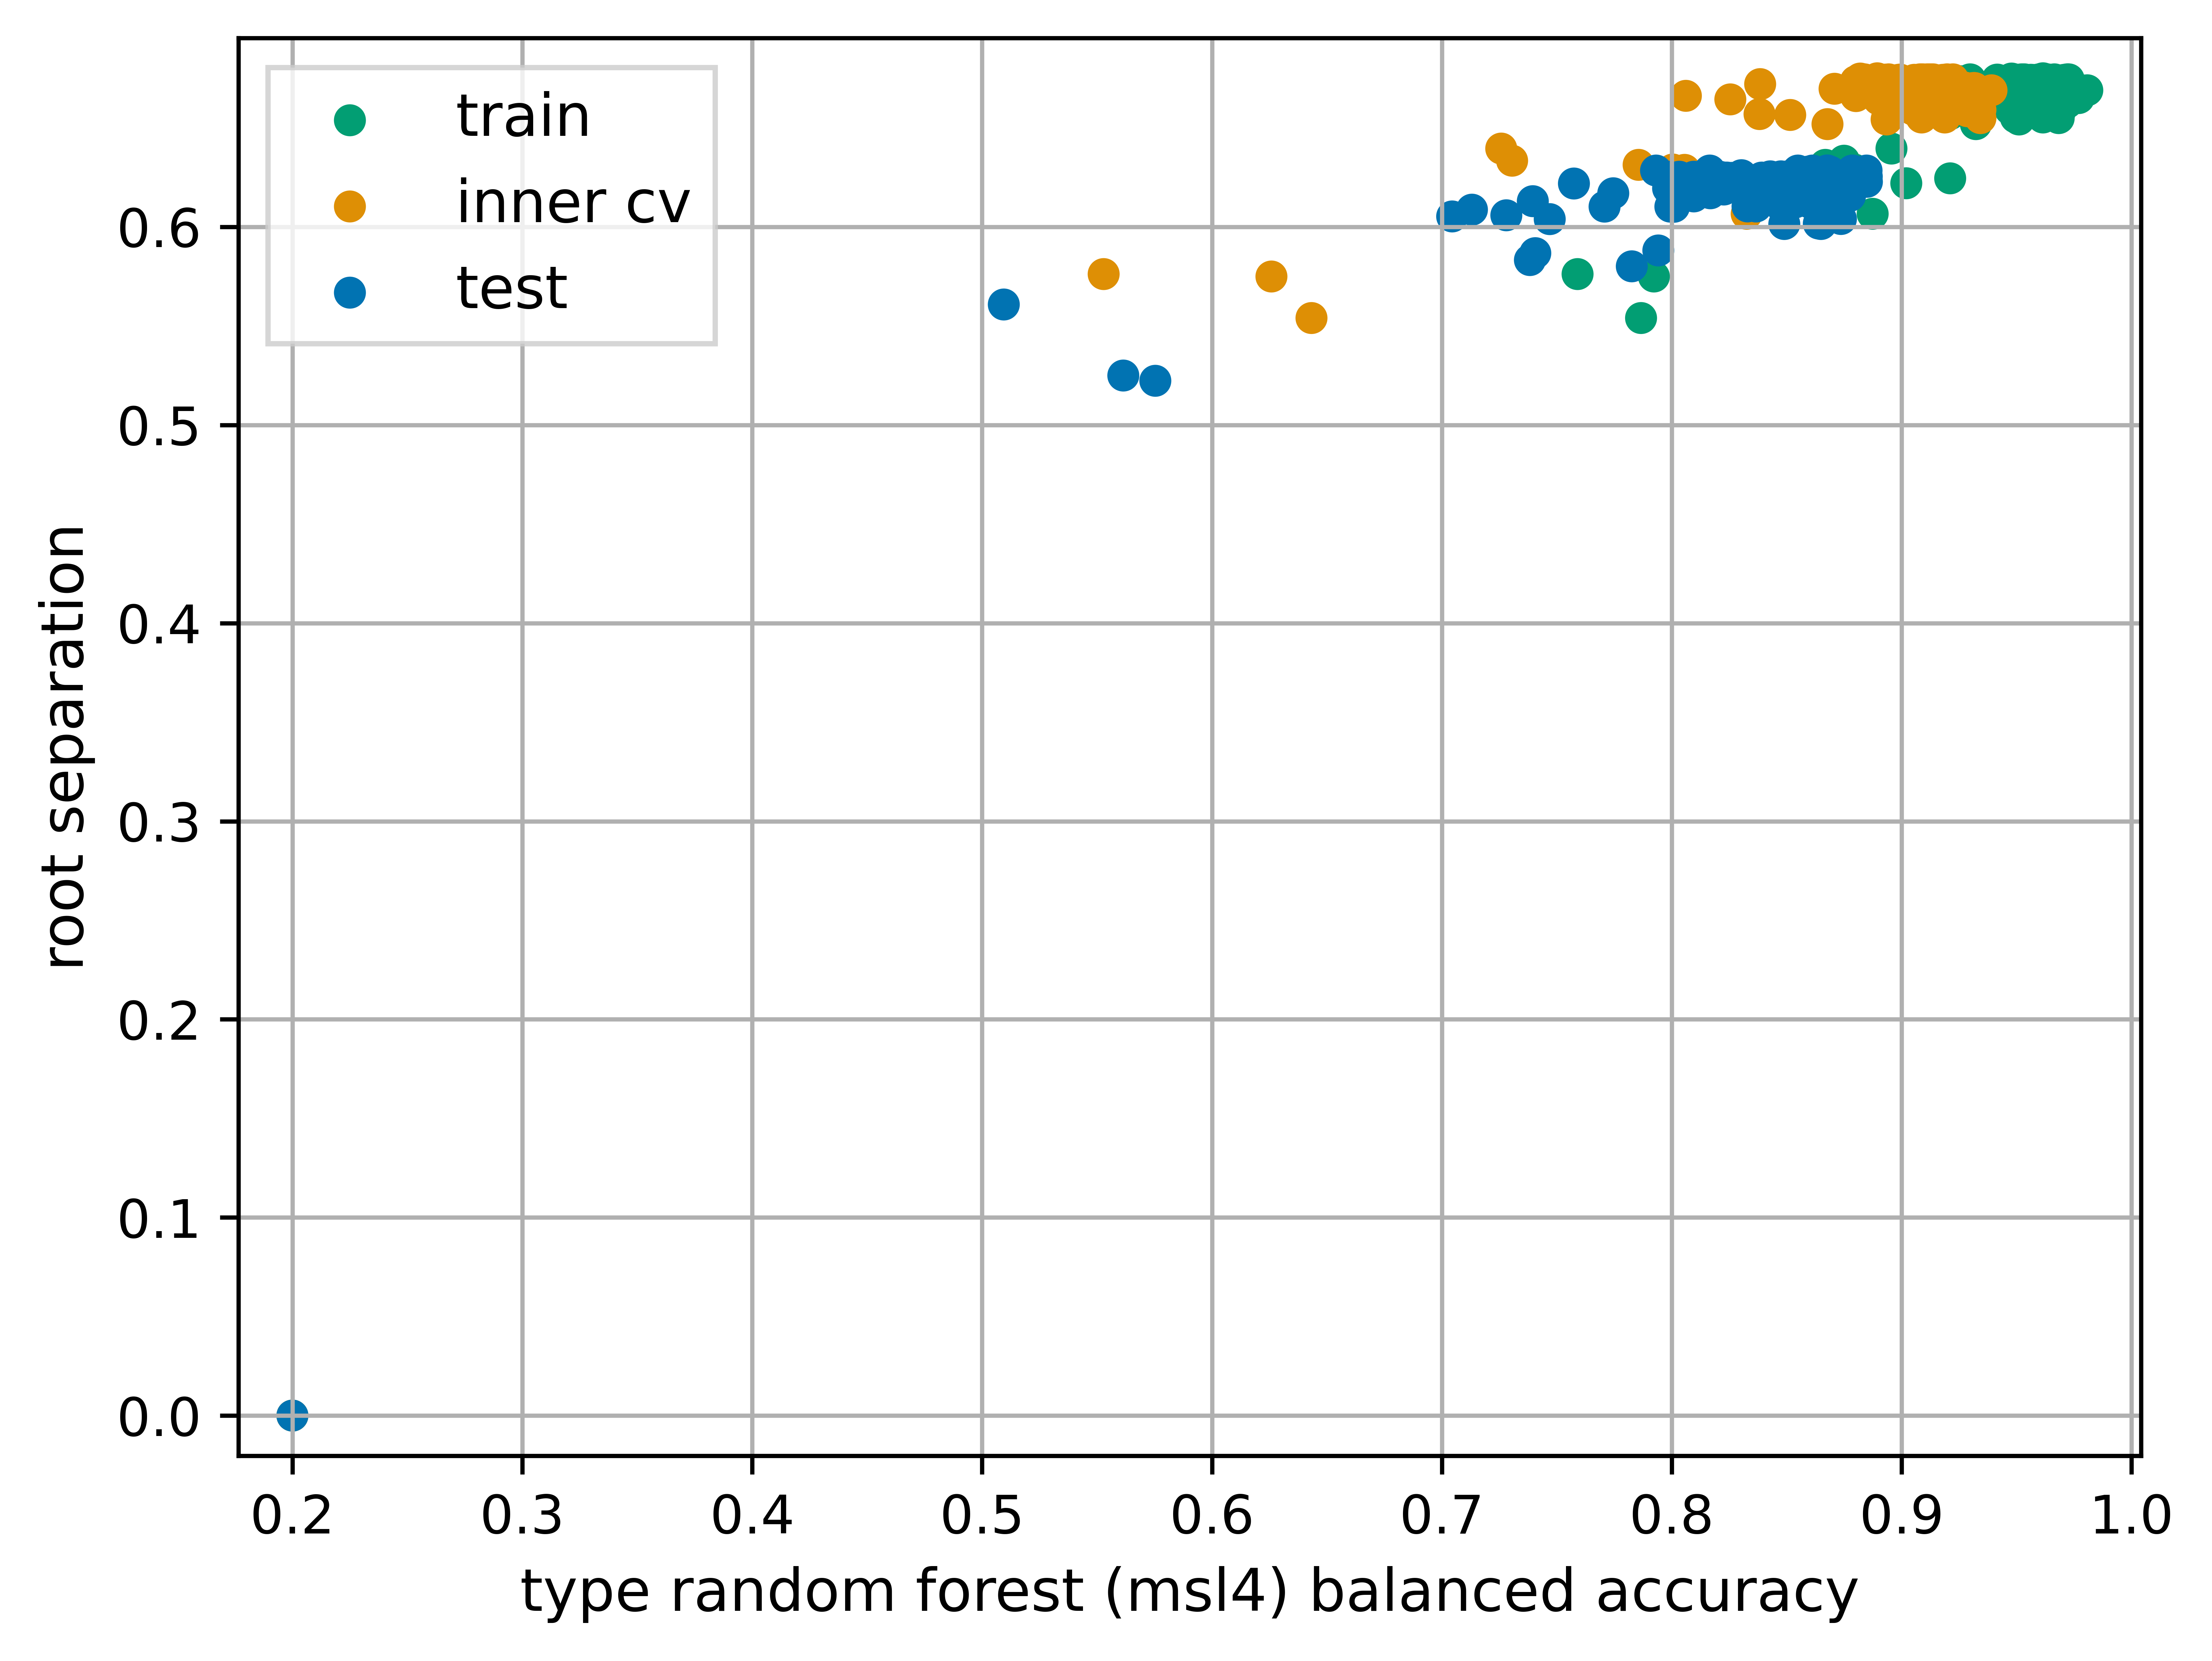 train
inner cv
test
root separation
0.6
0.5
0.4
0.3
0.2
0.1
0.0
0.2 0.3 0.4 0.5 0.6 0.7 0.8 0.9 1.0
type random forest (msl4) balanced accuracy